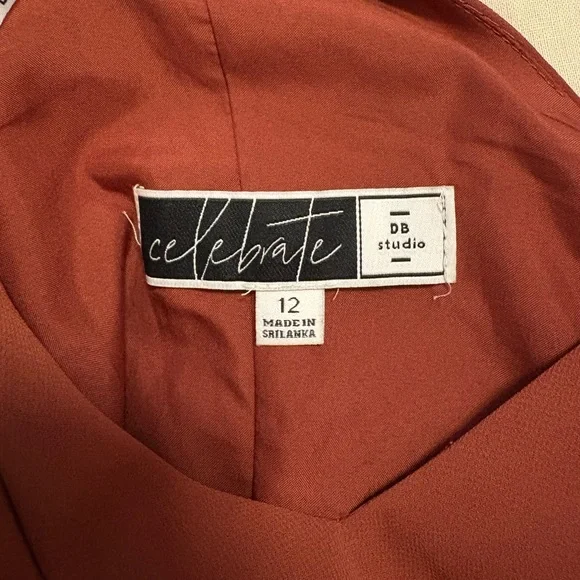 celebrate
DB
studio
12
MADE IN
SRI LANKA